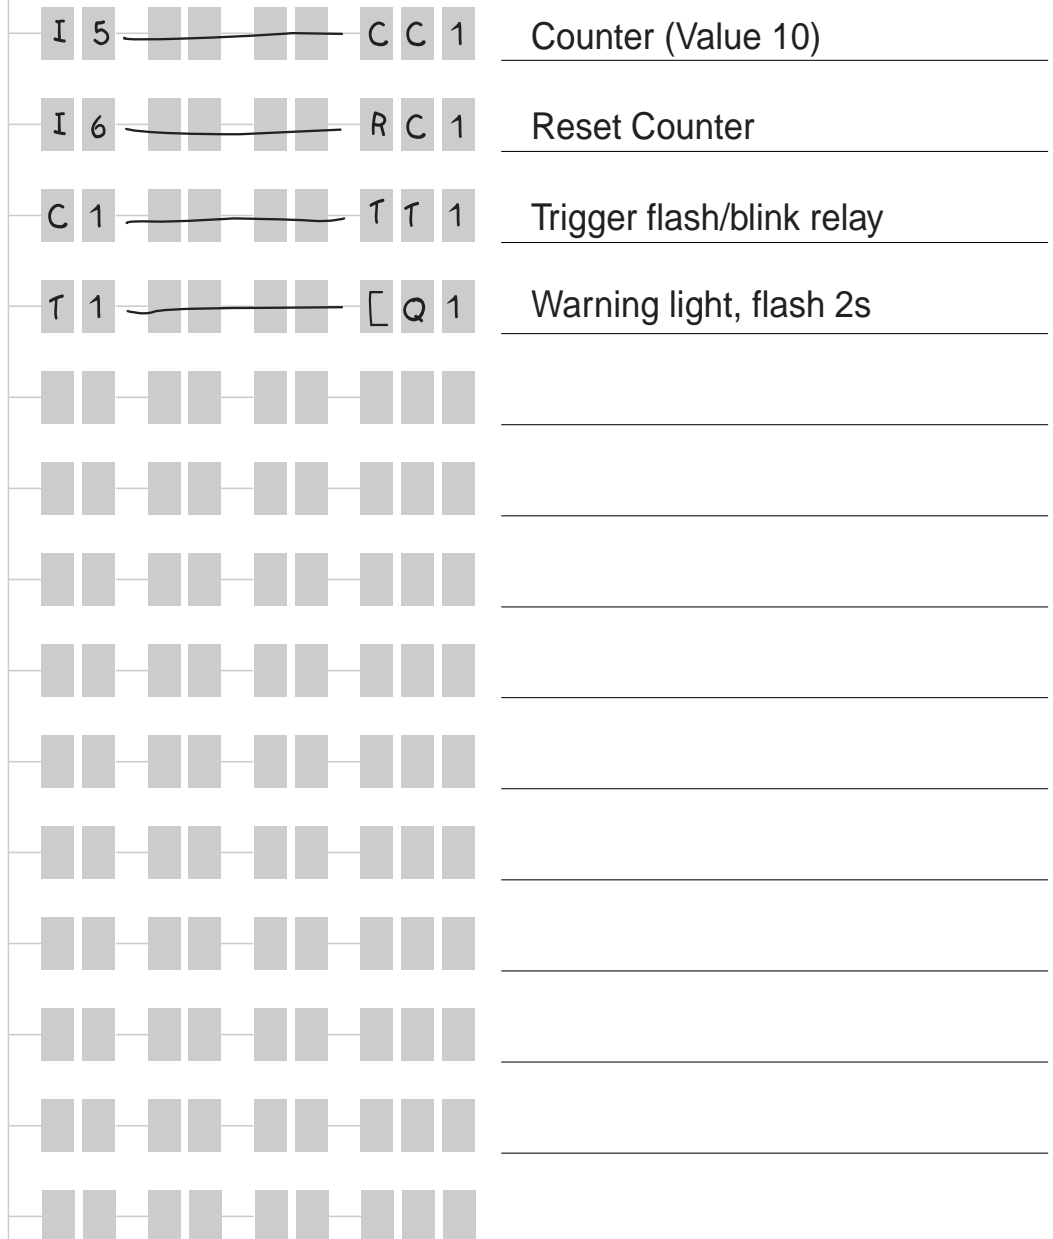 I 5 C C 1 Counter (Value 10)
I 6 R C 1 Reset Counter
C 1 T T 1 Trigger flash/blink relay
T 1 [ Q 1 Warning light, flash 2s